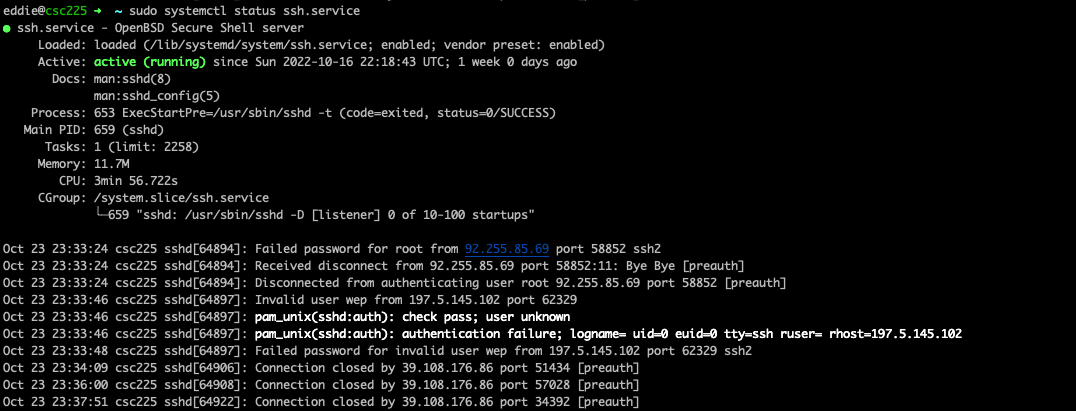 eddie@csc225 ➜  ~ sudo systemctl status ssh.service
● ssh.service - OpenBSD Secure Shell server
     Loaded: loaded (/lib/systemd/system/ssh.service; enabled; vendor preset: enabled)
     Active: active (running) since Sun 2022-10-16 22:18:43 UTC; 1 week 0 days ago
       Docs: man:sshd(8)
             man:sshd_config(5)
    Process: 653 ExecStartPre=/usr/sbin/sshd -t (code=exited, status=0/SUCCESS)
   Main PID: 659 (sshd)
      Tasks: 1 (limit: 2258)
     Memory: 11.7M
        CPU: 3min 56.722s
     CGroup: /system.slice/ssh.service
             └─659 "sshd: /usr/sbin/sshd -D [listener] 0 of 10-100 startups"

Oct 23 23:33:24 csc225 sshd[64894]: Failed password for root from 92.255.85.69 port 58852 ssh2
Oct 23 23:33:24 csc225 sshd[64894]: Received disconnect from 92.255.85.69 port 58852:11: Bye Bye [preauth]
Oct 23 23:33:24 csc225 sshd[64894]: Disconnected from authenticating user root 92.255.85.69 port 58852 [preauth]
Oct 23 23:33:46 csc225 sshd[64897]: Invalid user wep from 197.5.145.102 port 62329
Oct 23 23:33:46 csc225 sshd[64897]: pam_unix(sshd:auth): check pass; user unknown
Oct 23 23:33:46 csc225 sshd[64897]: pam_unix(sshd:auth): authentication failure; logname= uid=0 euid=0 tty=ssh ruser= rhost=197.5.145.102
Oct 23 23:33:48 csc225 sshd[64897]: Failed password for invalid user wep from 197.5.145.102 port 62329 ssh2
Oct 23 23:34:09 csc225 sshd[64906]: Connection closed by 39.108.176.86 port 51434 [preauth]
Oct 23 23:36:00 csc225 sshd[64908]: Connection closed by 39.108.176.86 port 57028 [preauth]
Oct 23 23:37:51 csc225 sshd[64922]: Connection closed by 39.108.176.86 port 34392 [preauth]